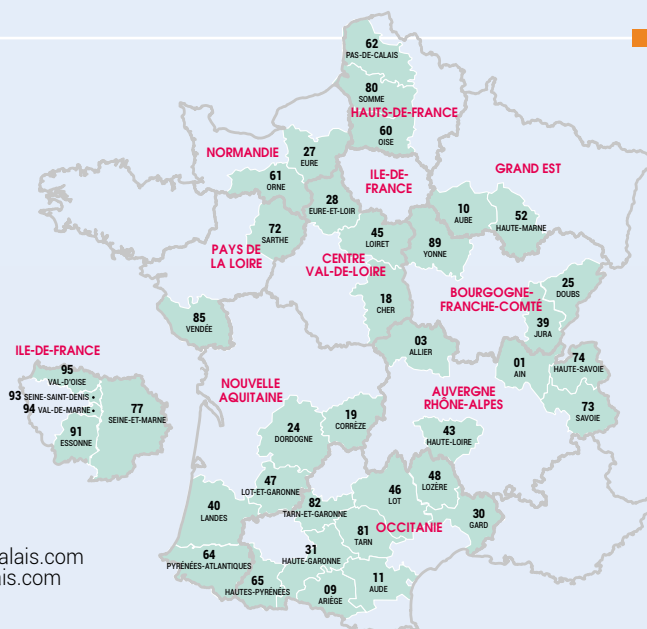 62
PAS-DE-CALAIS
80
SOMME
HAUTS-DE-FRANCE
60
OISE
NORMANDIE
27
EURE
61
ORNE
ILE-DE-
FRANCE
GRAND EST
28
EURE-ET-LOIR
10
AUBE
52
HAUTE-MARNE
72
SARTHE
45
LOIRET
89
YONNE
PAYS DE
LA LOIRE
CENTRE
VAL-DE-LOIRE
18
CHER
BOURGOGNE-
FRANCHE-COMTÉ
25
DOUBS
39
JURA
85
VENDÉE
03
ALLIER
01
AIN
74
HAUTE-SAVOIE
73
SAVOIE
ILE-DE-FRANCE
95
VAL-D'OISE
93 SEINE-SAINT-DENIS
94 VAL-DE-MARNE
77
SEINE-ET-MARNE
91
ESSONNE
NOUVELLE
AQUITAINE
AUVERGNE
RHÔNE-ALPES
24
DORDOGNE
19
CORRÈZE
43
HAUTE-LOIRE
47
LOT-ET-GARONNE
46
LOT
48
LOZÈRE
40
LANDES
82
TARN-ET-GARONNE
30
GARD
81
TARN
OCCITANIE
31
HAUTE-GARONNE
64
PYRÉNÉES-ATLANTIQUES
65
HAUTES-PYRÉNÉES
09
ARIÈGE
11
AUDE
alais.com
ais.com